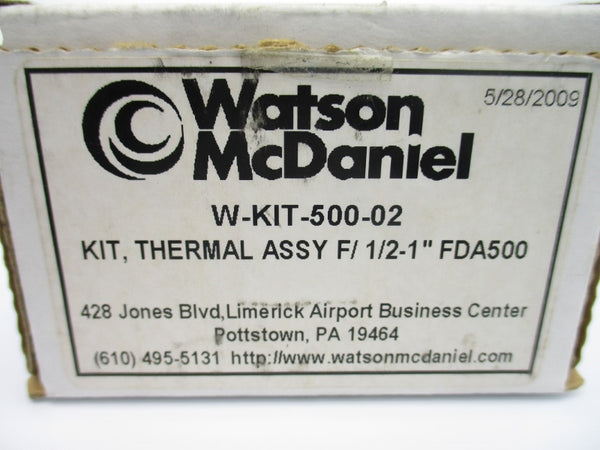 Watson
McDaniel
5/28/2009
W-KIT-500-02
KIT, THERMAL ASSY F/ 1/2-1" FDA500
428 Jones Blvd,Limerick Airport Business Center
Pottstown, PA 19464
(610) 495-5131 http://www.watsonmcdaniel.com